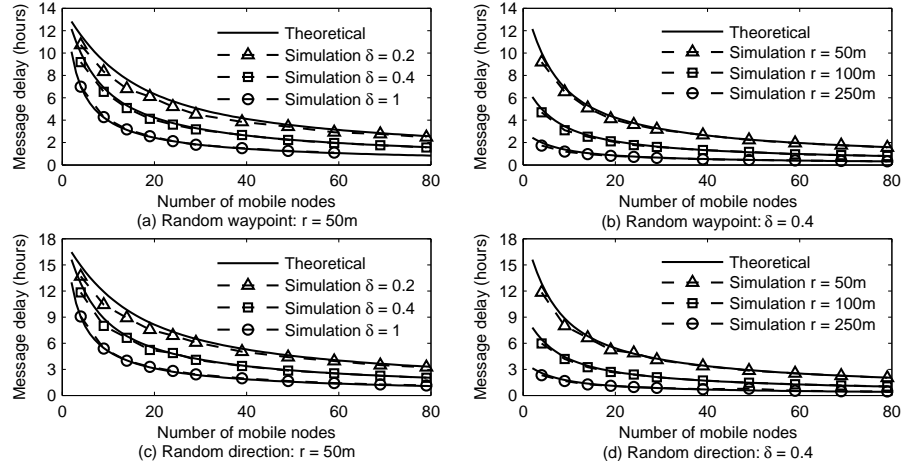 14
12
10
8
6
4
2
0
Message delay (hours)
Theoretical
Simulation δ = 0.2
Simulation δ = 0.4
Simulation δ = 1
0 20 40 60 80
Number of mobile nodes
(a) Random waypoint: r = 50m
14
12
10
8
6
4
2
0
Message delay (hours)
Theoretical
Simulation r = 50m
Simulation r = 100m
Simulation r = 250m
0 20 40 60 80
Number of mobile nodes
(b) Random waypoint: δ = 0.4
18
15
12
9
6
3
0
Message delay (hours)
Theoretical
Simulation δ = 0.2
Simulation δ = 0.4
Simulation δ = 1
0 20 40 60 80
Number of mobile nodes
(c) Random direction: r = 50m
18
15
12
9
6
3
0
Message delay (hours)
Theoretical
Simulation r = 50m
Simulation r = 100m
Simulation r = 250m
0 20 40 60 80
Number of mobile nodes
(d) Random direction: δ = 0.4